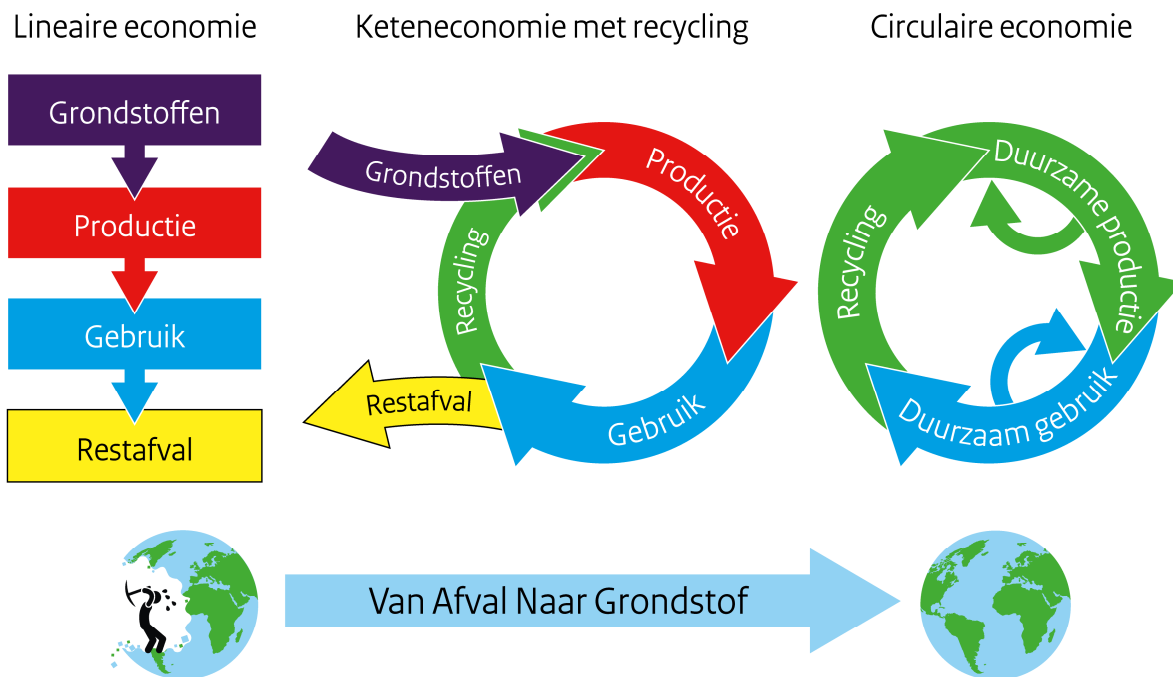 Lineaire economie
Keteneconomie met recycling
Circulaire economie
Grondstoffen
Productie
Gebruik
Restafval
Grondstoffen
Productie
Recycling
Restafval
Gebruik
Recycling
Duurzame productie
Duurzaam gebruik
Van Afval Naar Grondstof